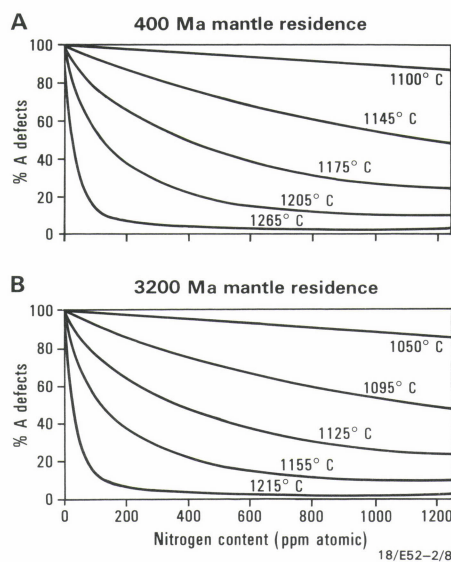 A
400 Ma mantle residence
100
80
60
40
20
0
% A defects
1100° C
1145° C
1175° C
1205° C
1265° C
B
3200 Ma mantle residence
100
80
60
40
20
0
% A defects
1050° C
1095° C
1125° C
1155° C
1215° C
0 200 400 600 800 1000 1200
Nitrogen content (ppm atomic)
18/E52–2/8